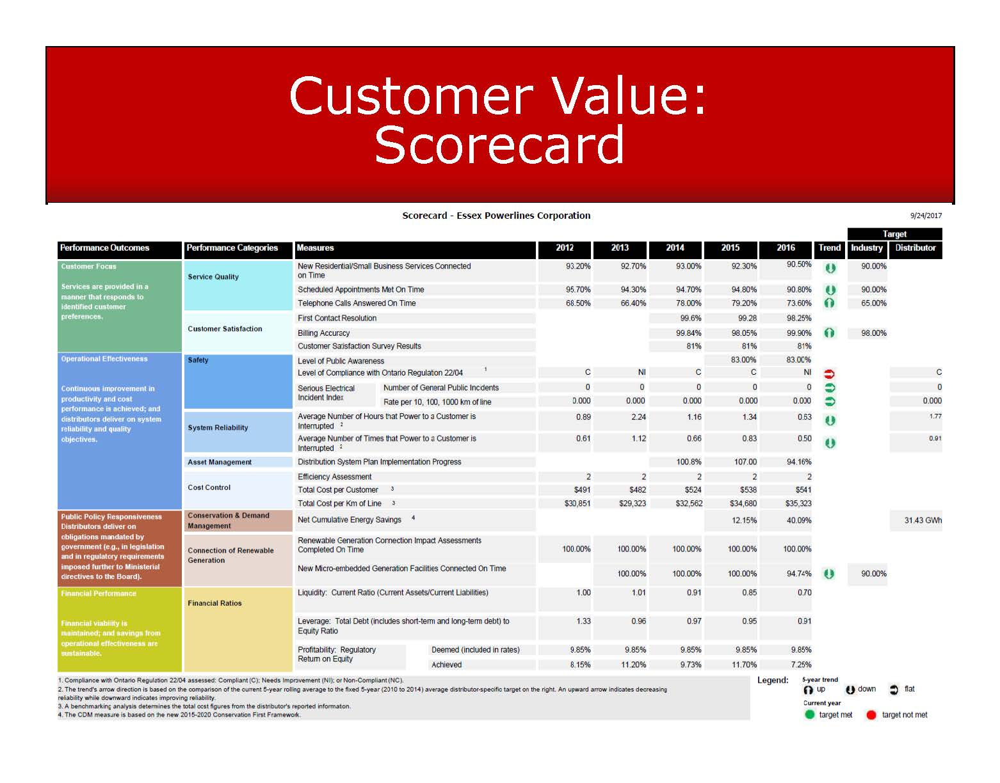 Customer Value:
Scorecard
Scorecard - Essex Powerlines Corporation 9/24/2017
Target
Performance Outcomes Performance Categories Measures 2012 2013 2014 2015 2016 Trend Industry Distributor
Customer Focus
Services are provided in a
manner that responds to
identified customer
preferences.
Service Quality
New Residential/Small Business Services Connected
on Time 93.20% 92.70% 93.00% 92.30% 90.50% 90.00%
Scheduled Appointments Met On Time 95.70% 94.30% 94.70% 94.80% 90.80% 90.00%
Telephone Calls Answered On Time 68.50% 66.40% 78.00% 79.20% 73.60% 65.00%
Customer Satisfaction
First Contact Resolution 99.6% 99.28 98.25%
Billing Accuracy 99.84% 98.05% 99.90% 98.00%
Customer Satisfaction Survey Results 81% 81% 81%
Operational Effectiveness
Continuous improvement in
productivity and cost
performance is achieved; and
distributors deliver on system
reliability and quality
objectives.
Safety
Level of Public Awareness 83.00% 83.00%
Level of Compliance with Ontario Regulation 22/04 1 C NI C C NI C
Serious Electrical
Incident Index
Number of General Public Incidents 0 0 0 0 0 0
Rate per 10, 100, 1000 km of line 0.000 0.000 0.000 0.000 0.000 0.000
System Reliability
Average Number of Hours that Power to a Customer is
Interrupted 2 0.89 2.24 1.16 1.34 0.63 1.77
Average Number of Times that Power to a Customer is
Interrupted 2 0.61 1.12 0.66 0.83 0.50 0.91
Asset Management
Distribution System Plan Implementation Progress 100.8% 107.00 94.16%
Cost Control
Efficiency Assessment 2 2 2 2 2
Total Cost per Customer 3 $491 $482 $524 $538 $541
Total Cost per Km of Line 3 $30,851 $29,323 $32,562 $34,680 $35,323
Public Policy Responsiveness
Distributors deliver on
obligations mandated by
government (e.g., in legislation
and in regulatory requirements
imposed further to Ministerial
directives to the Board).
Conservation & Demand
Management
Net Cumulative Energy Savings 4 12.15% 40.09% 31.43 GWh
Connection of Renewable
Generation
Renewable Generation Connection Impact Assessments
Completed On Time 100.00% 100.00% 100.00% 100.00% 100.00%
New Micro-embedded Generation Facilities Connected On Time 100.00% 100.00% 100.00% 94.74% 90.00%
Financial Performance
Financial viability is
maintained; and savings from
operational effectiveness are
sustainable.
Financial Ratios
Liquidity: Current Ratio (Current Assets/Current Liabilities) 1.00 1.01 0.91 0.85 0.70
Leverage: Total Debt (includes short-term and long-term debt) to
Equity Ratio 1.33 0.96 0.97 0.95 0.91
Profitability: Regulatory
Return on Equity
Deemed (included in rates) 9.85% 9.85% 9.85% 9.85% 9.85%
Achieved 8.15% 11.20% 9.73% 11.70% 7.25%
1. Compliance with Ontario Regulation 22/04 assessed: Compliant (C); Needs Improvement (NI); or Non-Compliant (NC).
2. The trend's arrow direction is based on the comparison of the current 5-year rolling average to the fixed 5-year (2010 to 2014) average distributor-specific target on the right. An upward arrow indicates decreasing
reliability while downward indicates improving reliability.
3. A benchmarking analysis determines the total cost figures from the distributor's reported information.
4. The CDM measure is based on the new 2015-2020 Conservation First Framework.
Legend: 5-year trend
up down flat
Current year
target met target not met